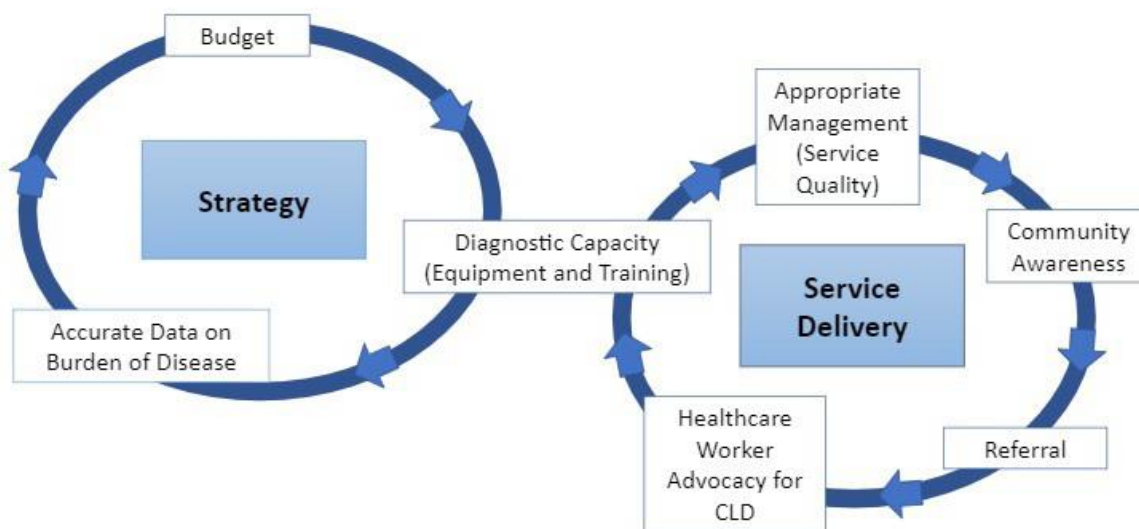 Budget
Strategy
Diagnostic Capacity
(Equipment and Training)
Accurate Data on
Burden of Disease
Appropriate
Management
(Service
Quality)
Community
Awareness
Service
Delivery
Referral
Healthcare
Worker
Advocacy for
CLD